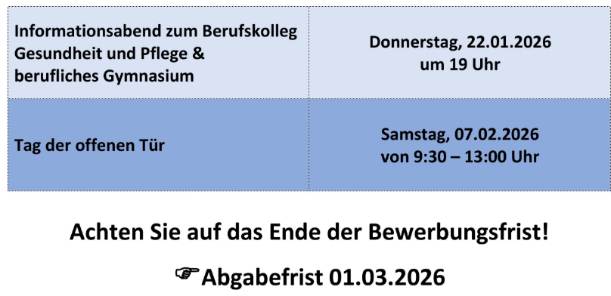 Informationsabend zum Berufskolleg
Gesundheit und Pflege &
berufliches Gymnasium
Donnerstag, 22.01.2026
um 19 Uhr
Tag der offenen Tür
Samstag, 07.02.2026
von 9:30 – 13:00 Uhr
Achten Sie auf das Ende der Bewerbungsfrist!
☞Abgabefrist 01.03.2026